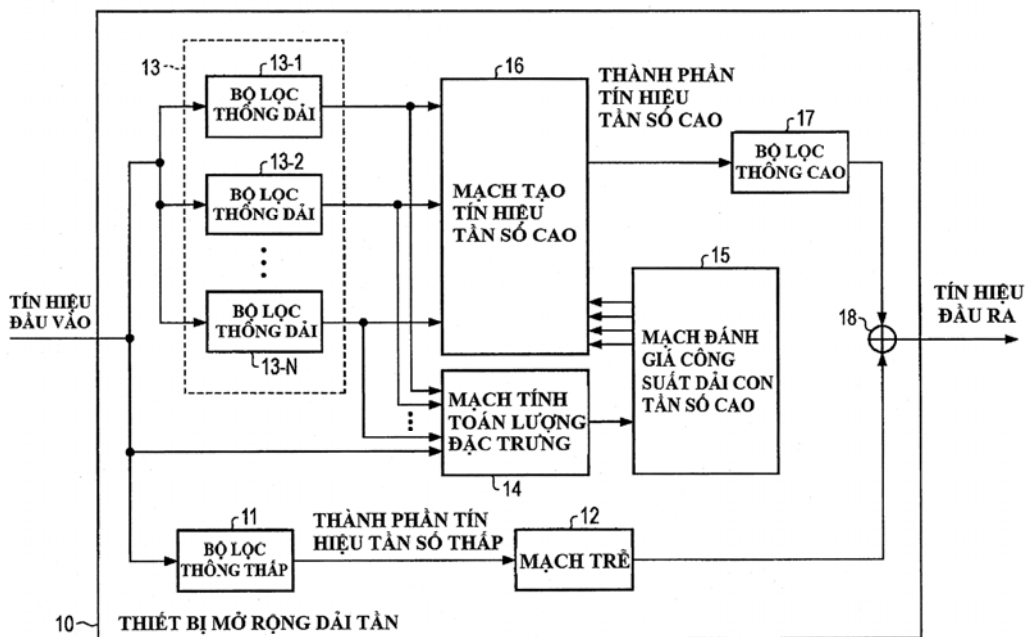 13
13-1
BỘ LỌC
THỐNG DẢI
13-2
BỘ LỌC
THỐNG DẢI
BỘ LỌC
THỐNG DẢI
13-N
16
MẠCH TẠO
TÍN HIỆU
TẦN SỐ CAO
THÀNH PHẦN
TÍN HIỆU
TẦN SỐ CAO
17
BỘ LỌC
THÔNG CAO
15
MẠCH ĐÁNH
GIÁ CÔNG
SUẤT DẢI CON
TẦN SỐ CAO
TÍN HIỆU
ĐẦU VÀO
TÍN HIỆU
ĐẦU RA
18
MẠCH TÍNH
TOÁN LƯỢNG
ĐẶC TRƯNG
14
11
BỘ LỌC
THÔNG THẤP
THÀNH PHẦN TÍN
HIỆU TẦN SỐ THẤP
12
MẠCH TRỄ
10
THIẾT BỊ MỞ RỘNG DẢI TẦN